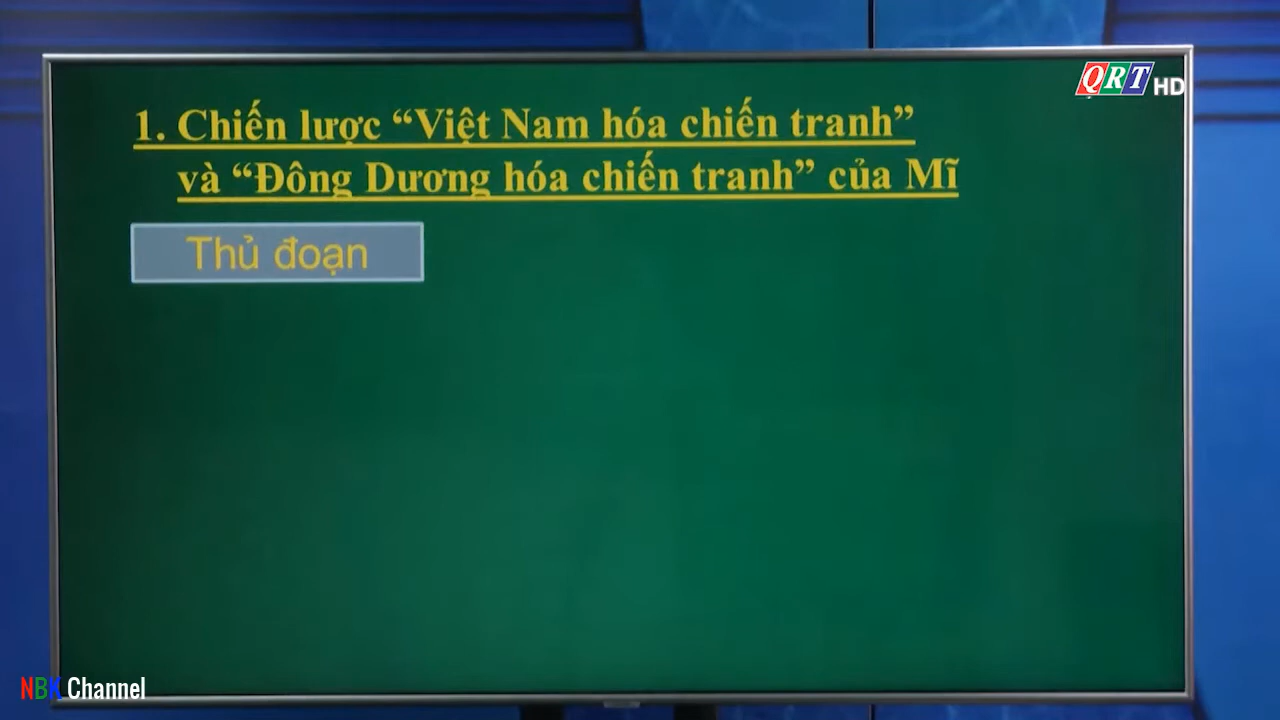 QRT HD
1. Chiến lược “Việt Nam hóa chiến tranh”
và “Đông Dương hóa chiến tranh” của Mĩ
Thủ đoạn
NBK Channel